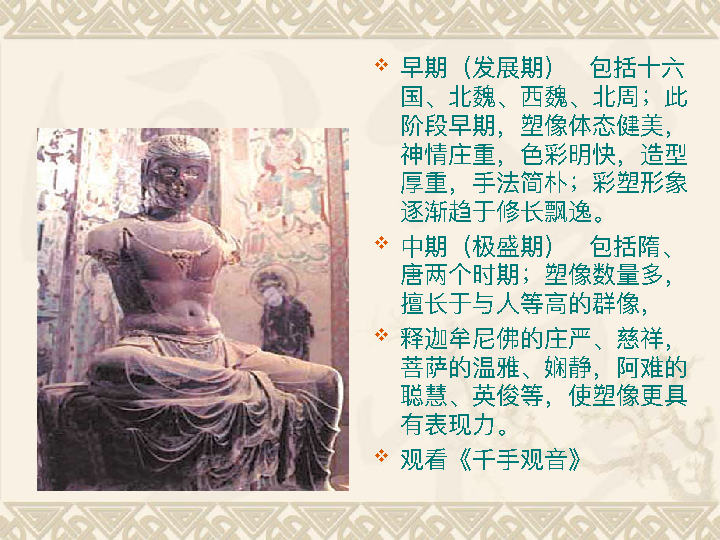 早期（发展期）　包括十六
国、北魏、西魏、北周；此
阶段早期，塑像体态健美，
神情庄重，色彩明快，造型
厚重，手法简朴；彩塑形象
逐渐趋于修长飘逸。
中期（极盛期）　包括隋、
唐两个时期；塑像数量多，
擅长于与人等高的群像，
释迦牟尼佛的庄严、慈祥，
菩萨的温雅、娴静，阿难的
聪慧、英俊等，使塑像更具
有表现力。
观看《千手观音》